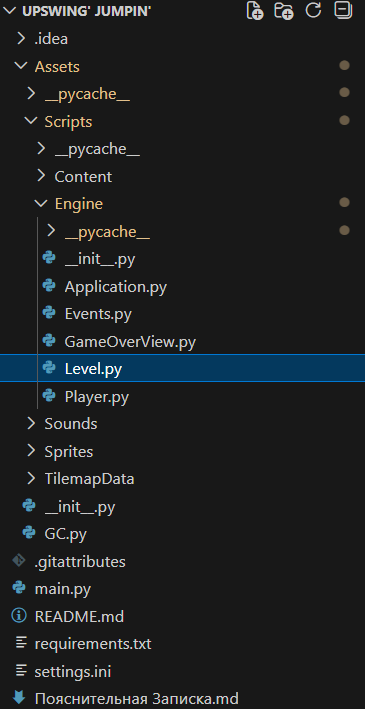 UPSWING' JUMPIN'
.idea
Assets
__pycache__
Scripts
__pycache__
Content
Engine
__pycache__
__init__.py
Application.py
Events.py
GameOverView.py
Level.py
Player.py
Sounds
Sprites
TilemapData
__init__.py
GC.py
.gitattributes
main.py
README.md
requirements.txt
settings.ini
Пояснительная Записка.md